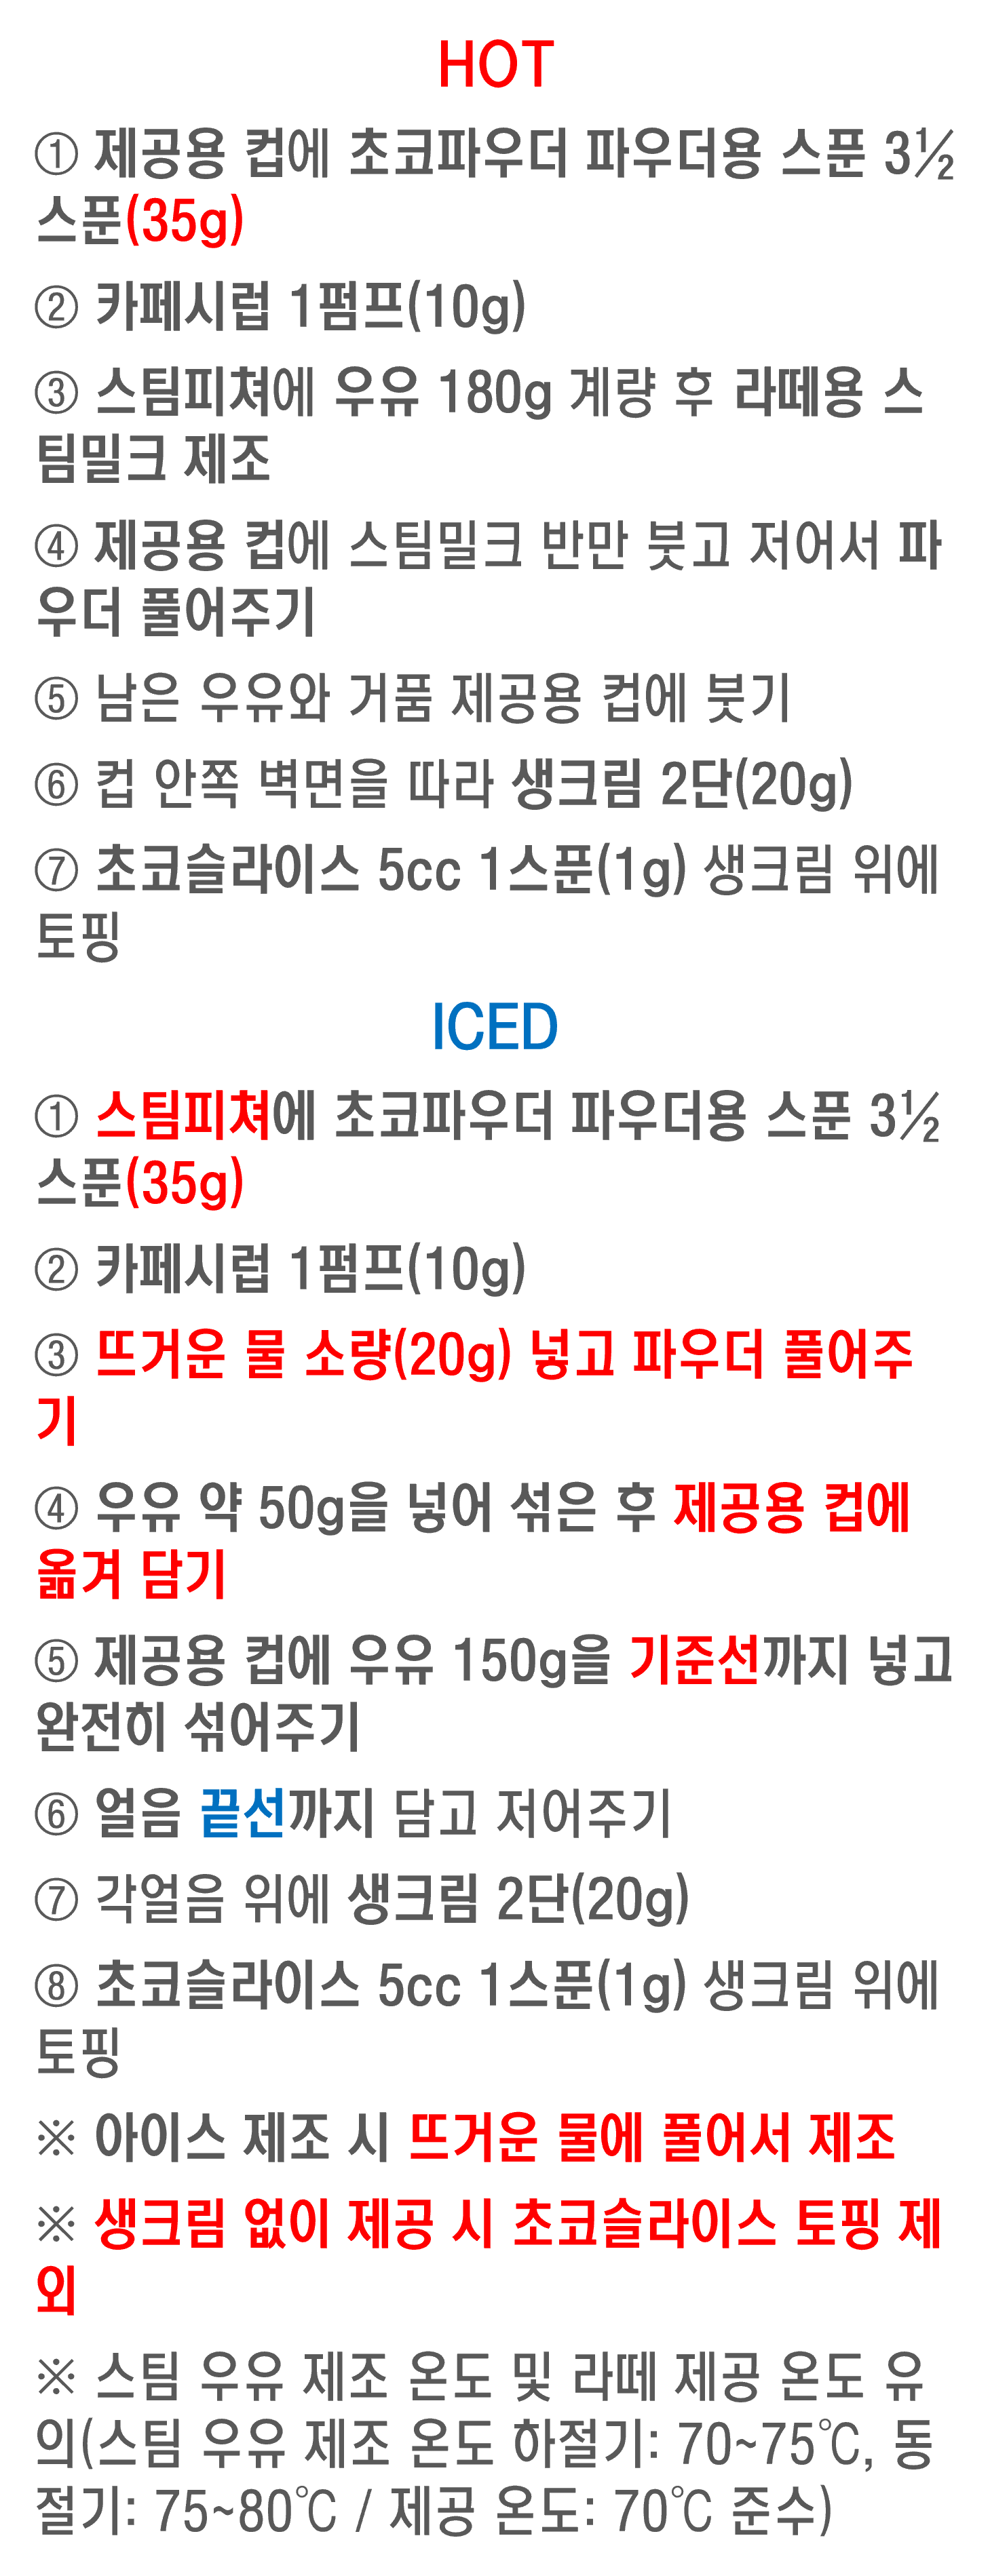 HOT
① 제공용 컵에 초코파우더 파우더용 스푼 3½
스푼(35g)
② 카페시럽 1펌프(10g)
③ 스팀피쳐에 우유 180g 계량 후 라떼용 스
팀밀크 제조
④ 제공용 컵에 스팀밀크 반만 붓고 저어서 파
우더 풀어주기
⑤ 남은 우유와 거품 제공용 컵에 붓기
⑥ 컵 안쪽 벽면을 따라 생크림 2단(20g)
⑦ 초코슬라이스 5cc 1스푼(1g) 생크림 위에
토핑
ICED
① 스팀피쳐에 초코파우더 파우더용 스푼 3½
스푼(35g)
② 카페시럽 1펌프(10g)
③ 뜨거운 물 소량(20g) 넣고 파우더 풀어주
기
④ 우유 약 50g을 넣어 섞은 후 제공용 컵에
옮겨 담기
⑤ 제공용 컵에 우유 150g을 기준선까지 넣고
완전히 섞어주기
⑥ 얼음 끝선까지 담고 저어주기
⑦ 각얼음 위에 생크림 2단(20g)
⑧ 초코슬라이스 5cc 1스푼(1g) 생크림 위에
토핑
※ 아이스 제조 시 뜨거운 물에 풀어서 제조
※ 생크림 없이 제공 시 초코슬라이스 토핑 제
외
※ 스팀 우유 제조 온도 및 라떼 제공 온도 유
의(스팀 우유 제조 온도 하절기: 70~75℃, 동
절기: 75~80℃ / 제공 온도: 70℃ 준수)